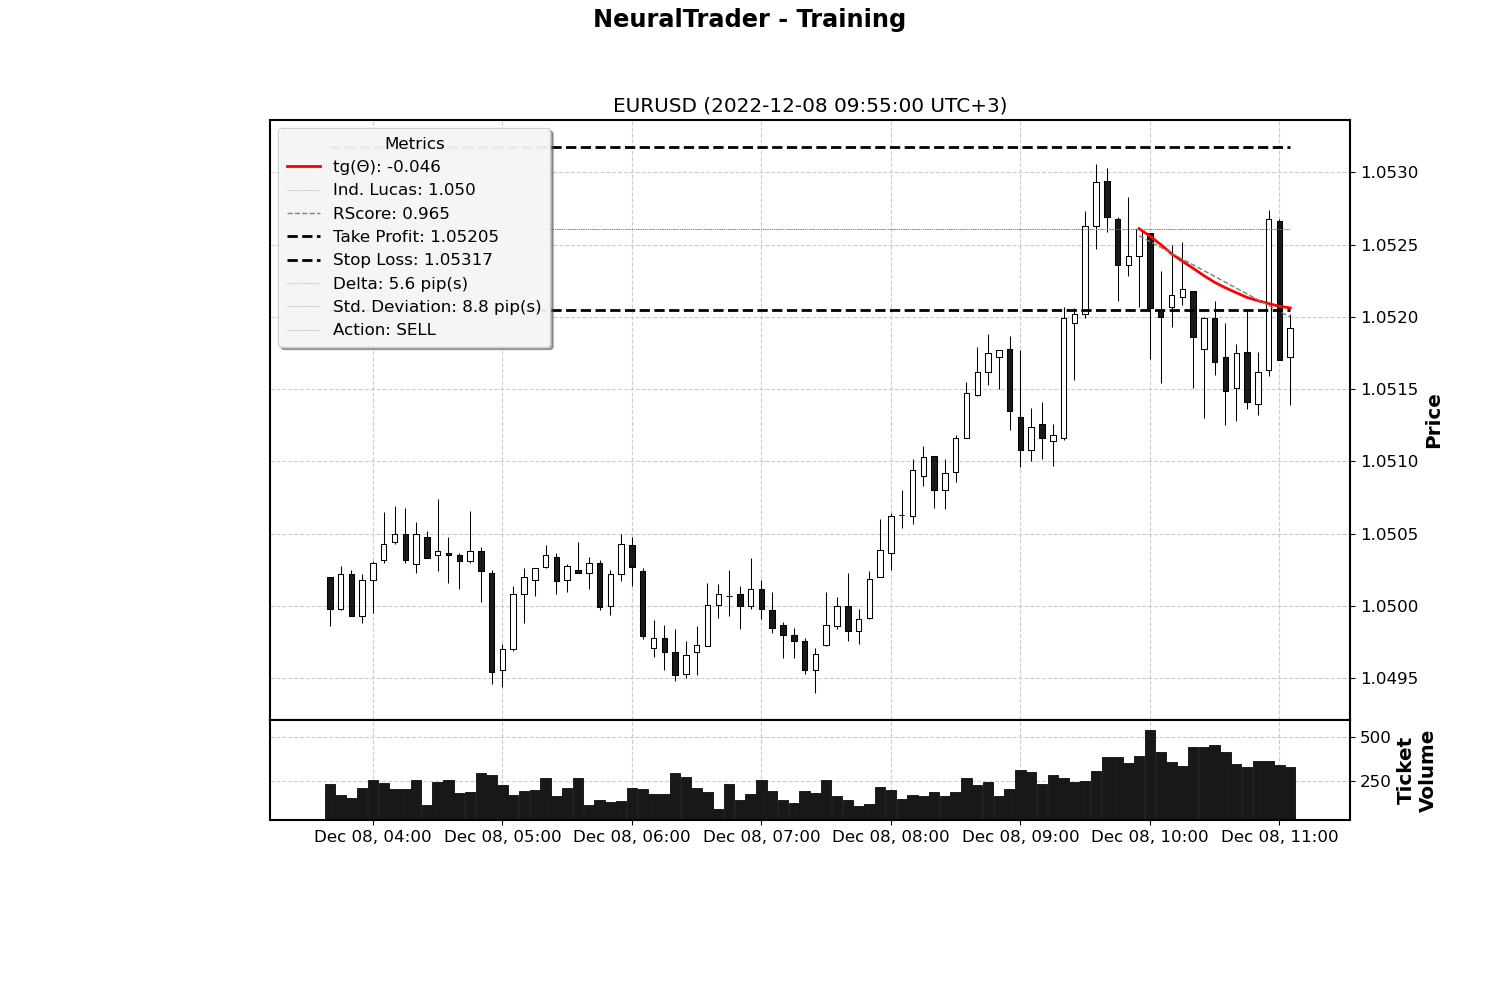 NeuralTrader - Training
EURUSD (2022-12-08 09:55:00 UTC+3)
Metrics
tg(Θ): -0.046
Ind. Lucas: 1.050
RScore: 0.965
Take Profit: 1.05205
Stop Loss: 1.05317
Delta: 5.6 pip(s)
Std. Deviation: 8.8 pip(s)
Action: SELL
1.0530
1.0525
1.0520
1.0515
1.0510
1.0505
1.0500
1.0495
Price
500
250
Ticket
Volume
Dec 08, 04:00 Dec 08, 05:00 Dec 08, 06:00 Dec 08, 07:00 Dec 08, 08:00 Dec 08, 09:00 Dec 08, 10:00 Dec 08, 11:00